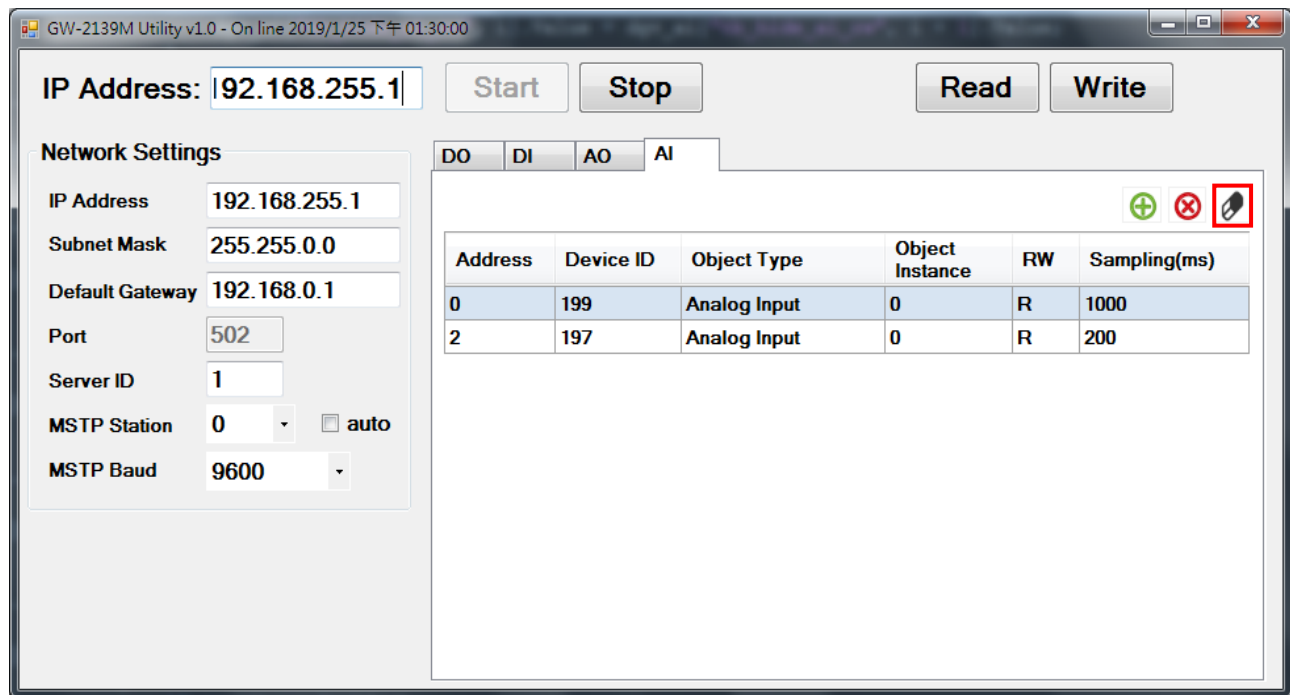 GW-2139M Utility v1.0 - On line 2019/1/25 下午 01:30:00
IP Address: 192.168.255.1 Start Stop Read Write
Network Settings
IP Address 192.168.255.1
Subnet Mask 255.255.0.0
Default Gateway 192.168.0.1
Port 502
Server ID 1
MSTP Station 0 auto
MSTP Baud 9600
DO DI AO AI
Address Device ID Object Type Object Instance RW Sampling(ms)
0 199 Analog Input 0 R 1000
2 197 Analog Input 0 R 200